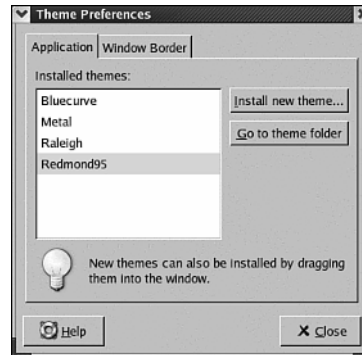 Theme Preferences
Application
Window Border
Installed themes:
Bluecurve
Metal
Raleigh
Redmond95
Install new theme...
Go to theme folder
New themes can also be installed by dragging
them into the window.
Help
Close